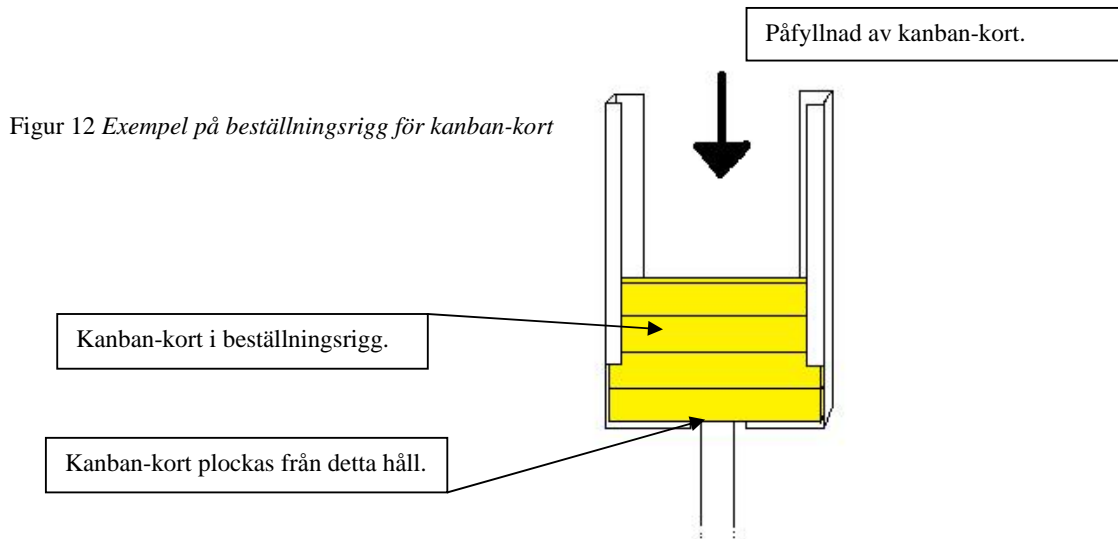 Påfyllnad av kanban-kort.
Figur 12 Exempel på beställningsrigg för kanban-kort
Kanban-kort i beställningsrigg.
Kanban-kort plockas från detta håll.